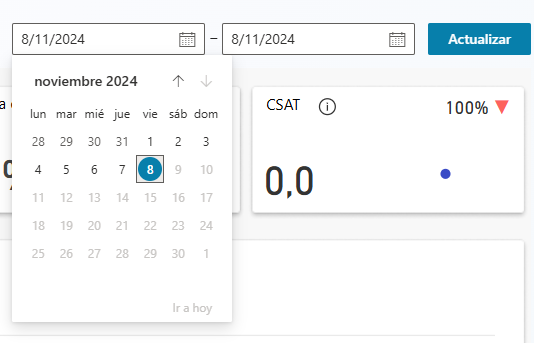 8/11/2024 – 8/11/2024 Actualizar
noviembre 2024
lun mar mié jue vie sáb dom
28 29 30 31 1 2 3
4 5 6 7 8 9 10
11 12 13 14 15 16 17
18 19 20 21 22 23 24
25 26 27 28 29 30 1
Ir a hoy
a
CSAT 100%
0,0